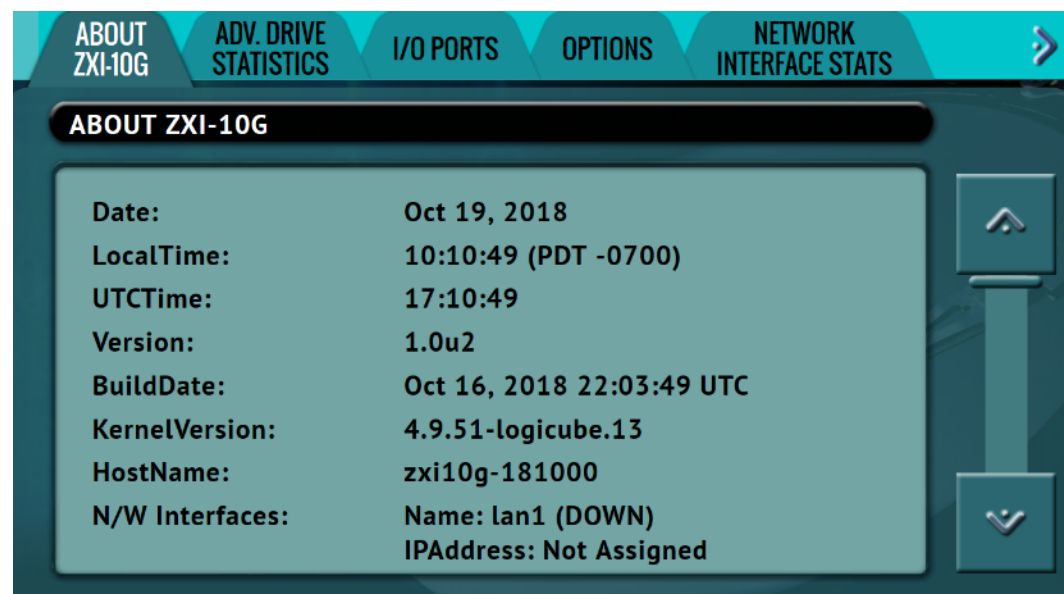 ABOUT
ZXI-10G
ADV. DRIVE
STATISTICS
I/O PORTS
OPTIONS
NETWORK
INTERFACE STATS
ABOUT ZXI-10G
Date: Oct 19, 2018
LocalTime: 10:10:49 (PDT -0700)
UTCTime: 17:10:49
Version: 1.0u2
BuildDate: Oct 16, 2018 22:03:49 UTC
KernelVersion: 4.9.51-logicube.13
HostName: zxi10g-181000
N/W Interfaces: Name: lan1 (DOWN)
IPAddress: Not Assigned